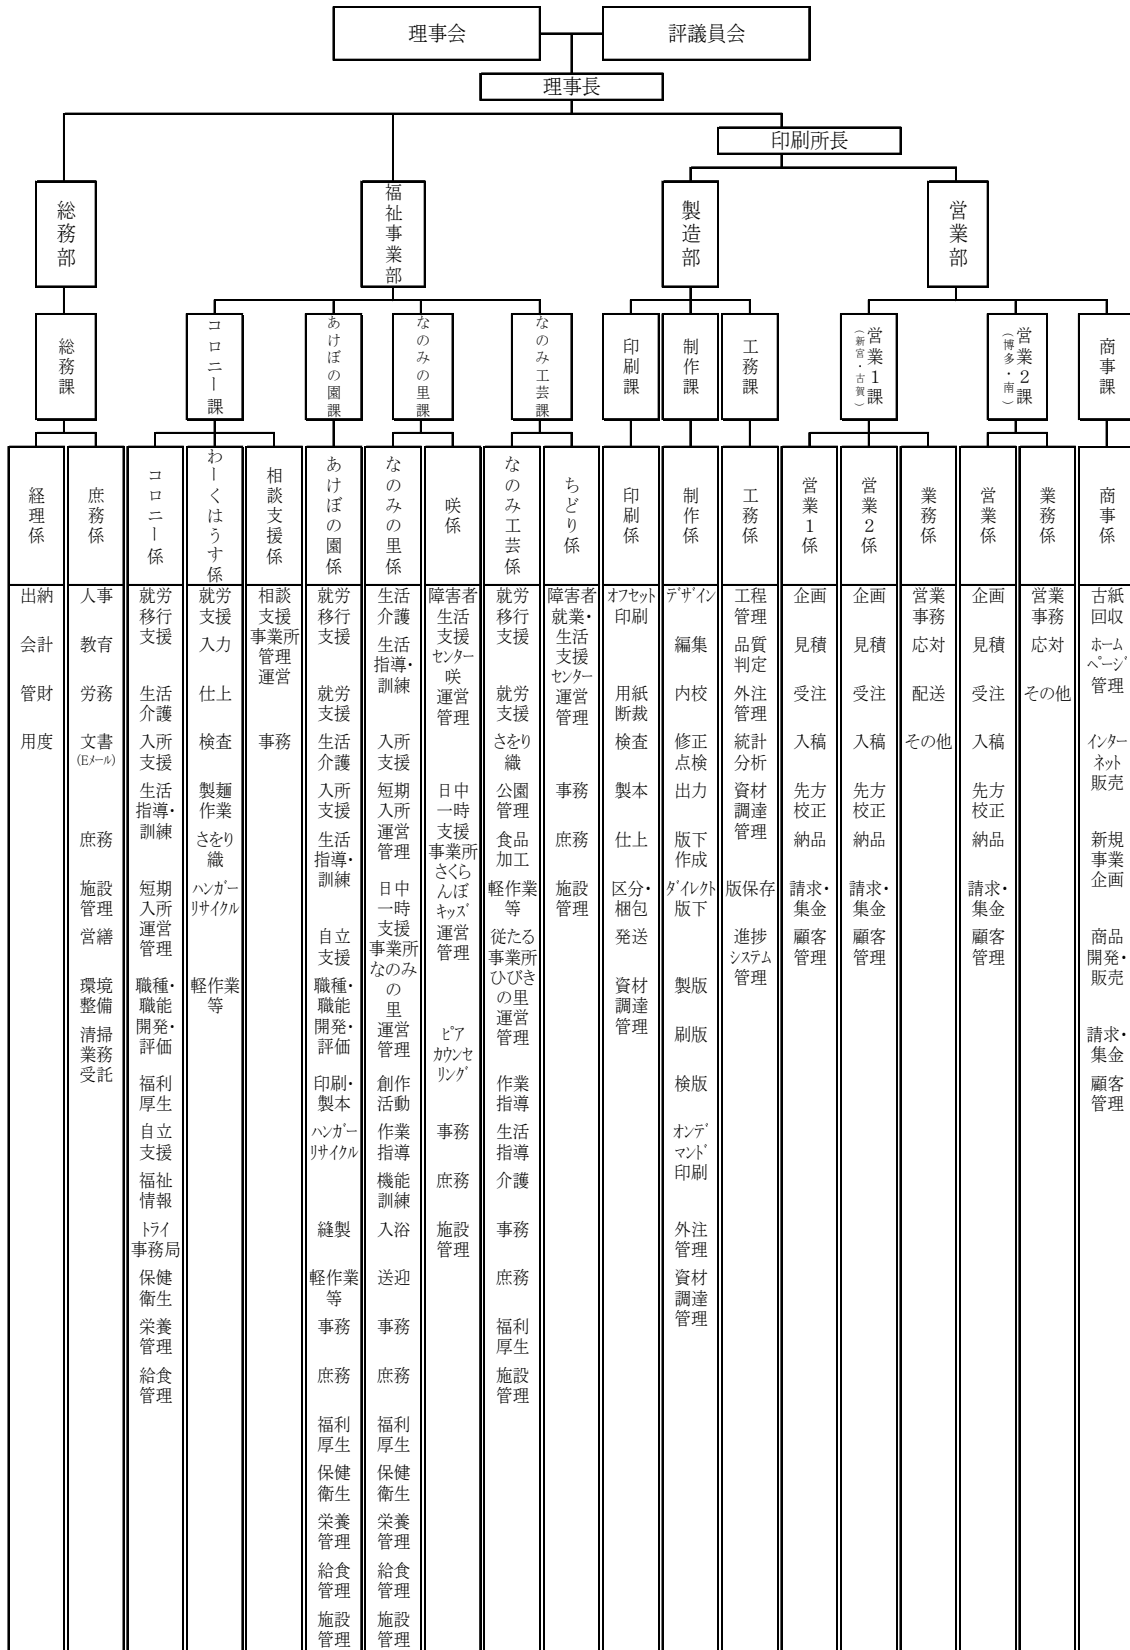 理事会
評議員会
理事長
印刷所長
総務部
福祉事業部
製造部
営業部
総務課
コロニー課
あけぼの園課
なのみの里課
なのみ工芸課
印刷課
制作課
工務課
営業1課
（新宮・古賀）
営業2課
（博多・南）
商事課
経理係
出納
会計
管財
用度
庶務係
人事
教育
労務
文書
(Eメール)
庶務
施設
管理
営繕
環境
整備
清掃
業務
受託
コロニー係
就労
移行
支援
生活
介護
入所
支援
生活
指導・
訓練
短期
入所
運営
管理
職種・
職能
開発・
評価
福利
厚生
自立
支援
福祉
情報
トライ
事務局
保健
衛生
栄養
管理
給食
管理
わーくはうす係
就労
支援
入力
仕上
検査
製麺
作業
さをり
織
ハンガー
リサイクル
軽作業
等
相談支援係
相談
支援
事業所
管理
運営
事務
あけぼの園係
就労
移行
支援
就労
支援
生活
介護
入所
支援
生活
指導・
訓練
自立
支援
職種・
職能
開発・
評価
印刷・
製本
ハンガー
リサイクル
縫製
軽作業
等
事務
庶務
福利
厚生
保健
衛生
栄養
管理
給食
管理
施設
管理
なのみの里係
生活
介護
生活
指導・
訓練
入所
支援
短期
入所
運営
管理
日中
一時
支援
事業所
なのみ
の
里
運営
管理
創作
活動
作業
指導
機能
訓練
入浴
送迎
事務
庶務
福利
厚生
保健
衛生
栄養
管理
給食
管理
施設
管理
咲係
障害者
生活
支援
センター
咲
運営
管理
日中
一時
支援
事業所
さくら
んぼ
キッズ
運営
管理
ピア
カウンセ
リング
事務
庶務
施設
管理
なのみ工芸係
就労
移行
支援
就労
支援
さをり
織
公園
管理
食品
加工
軽作業
等
従たる
事業所
ひびき
の里
運営
管理
作業
指導
生活
指導
介護
事務
庶務
福利
厚生
施設
管理
ちどり係
障害者
就業・
生活
支援
センター
運営
管理
事務
庶務
施設
管理
印刷係
オフセット
印刷
用紙
断裁
検査
製本
仕上
区分・
梱包
発送
資材
調達
管理
制作係
デザイン
編集
内校
修正
点検
出力
版下
作成
ダイレクト
版下
製版
刷版
検版
オンデ
マンド
印刷
外注
管理
資材
調達
管理
工務係
工程
管理
品質
判定
外注
管理
統計
分析
資材
調達
管理
版保存
進捗
システム
管理
営業1係
企画
見積
受注
入稿
先方
校正
納品
請求・
集金
顧客
管理
営業2係
企画
見積
受注
入稿
先方
校正
納品
請求・
集金
顧客
管理
業務係
営業
事務
応対
配送
その他
営業係
企画
見積
受注
入稿
先方
校正
納品
請求・
集金
顧客
管理
業務係
営業
事務
応対
その他
商事係
古紙
回収
ホーム
ページ
管理
インター
ネット
販売
新規
事業
企画
商品
開発・
販売
請求・
集金
顧客
管理